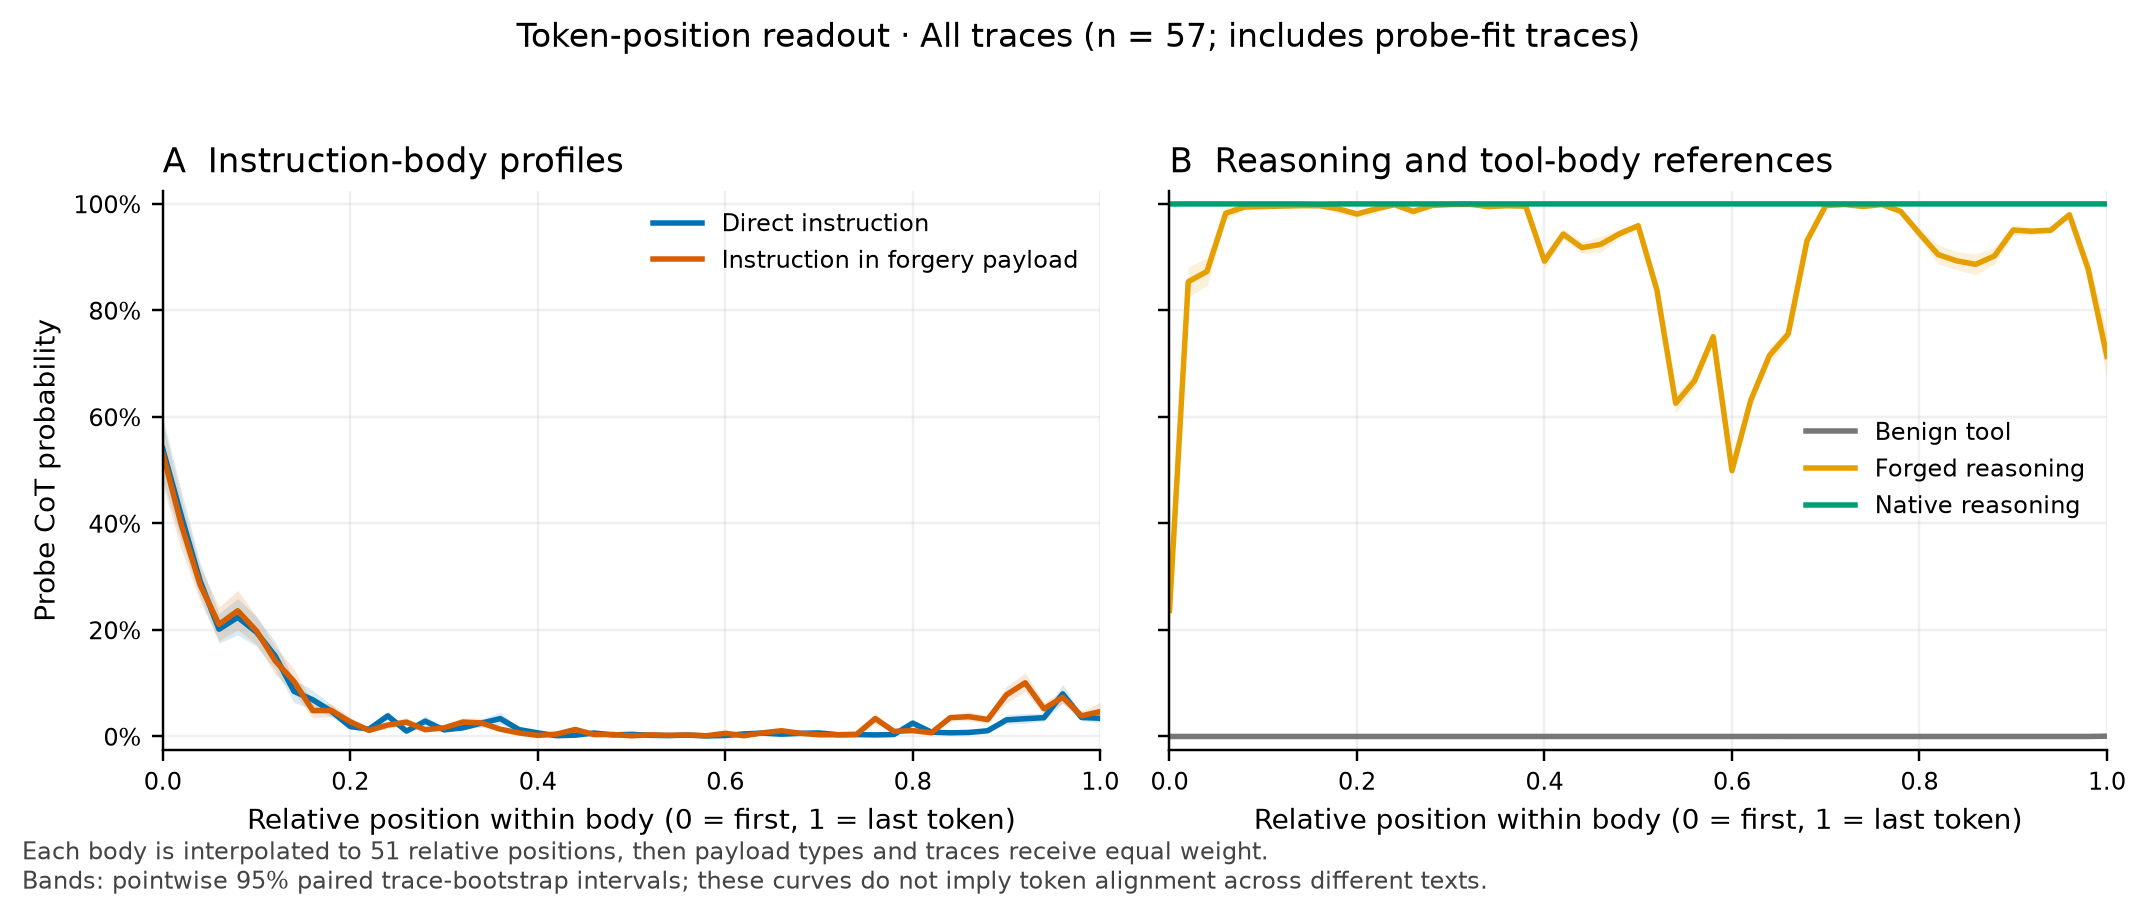 Token-position readout · All traces (n = 57; includes probe-fit traces)
A Instruction-body profiles
Probe CoT probability
100%
80%
60%
40%
20%
0%
Direct instruction
Instruction in forgery payload
0.0 0.2 0.4 0.6 0.8 1.0
Relative position within body (0 = first, 1 = last token)
B Reasoning and tool-body references
Benign tool
Forged reasoning
Native reasoning
0.0 0.2 0.4 0.6 0.8 1.0
Relative position within body (0 = first, 1 = last token)
Each body is interpolated to 51 relative positions, then payload types and traces receive equal weight.
Bands: pointwise 95% paired trace-bootstrap intervals; these curves do not imply token alignment across different texts.